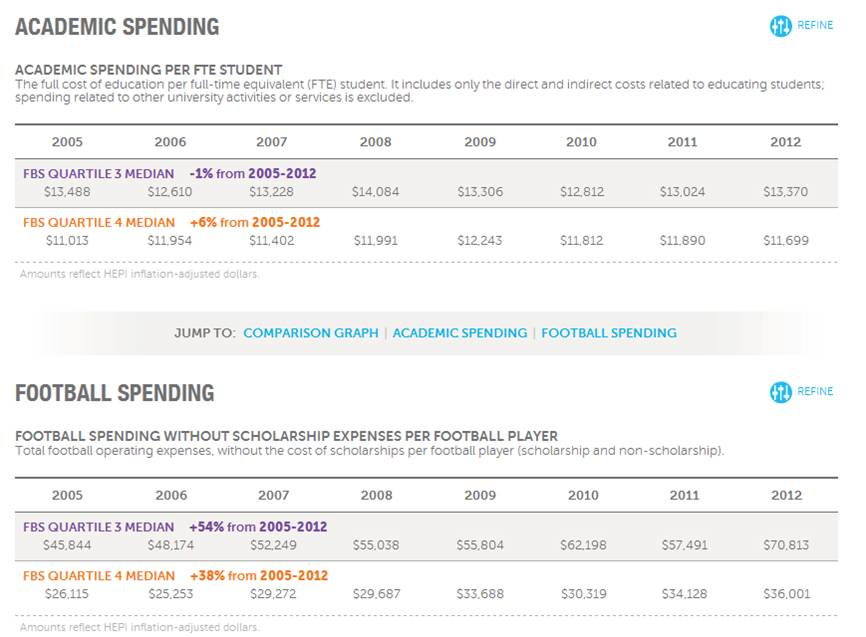 ACADEMIC SPENDING
REFINE
ACADEMIC SPENDING PER FTE STUDENT
The full cost of education per full-time equivalent (FTE) student. It includes only the direct and indirect costs related to educating students;
spending related to other university activities or services is excluded.
2005 2006 2007 2008 2009 2010 2011 2012
FBS QUARTILE 3 MEDIAN -1% from 2005-2012
$13,488 $12,610 $13,228 $14,084 $13,306 $12,812 $13,024 $13,370
FBS QUARTILE 4 MEDIAN +6% from 2005-2012
$11,013 $11,954 $11,402 $11,991 $12,243 $11,812 $11,890 $11,699
Amounts reflect HEPI inflation-adjusted dollars.
JUMP TO: COMPARISON GRAPH | ACADEMIC SPENDING | FOOTBALL SPENDING
FOOTBALL SPENDING
REFINE
FOOTBALL SPENDING WITHOUT SCHOLARSHIP EXPENSES PER FOOTBALL PLAYER
Total football operating expenses, without the cost of scholarships per football player (scholarship and non-scholarship).
2005 2006 2007 2008 2009 2010 2011 2012
FBS QUARTILE 3 MEDIAN +54% from 2005-2012
$45,844 $48,174 $52,249 $55,038 $55,804 $62,198 $57,491 $70,813
FBS QUARTILE 4 MEDIAN +38% from 2005-2012
$26,115 $25,253 $29,272 $29,687 $33,688 $30,319 $34,128 $36,001
Amounts reflect HEPI inflation-adjusted dollars.